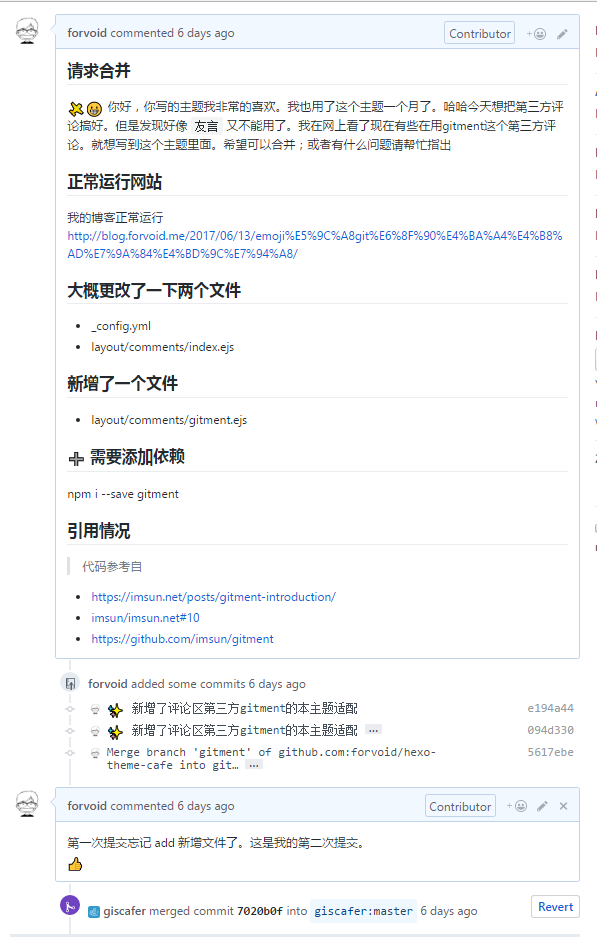 forvoid commented 6 days ago
Contributor
请求合并
你好，你写的主题我非常的喜欢。我也用了这个主题一个月了。哈哈今天想把第三方评
论搞好。但是发现好像 友言 又不能用了。我在网上看了现在有些在用gitment这个第三方评
论。就想写到这个主题里面。希望可以合并；或者有什么问题请帮忙指出
正常运行网站
我的博客正常运行
http://blog.forvoid.me/2017/06/13/emoji%E5%9C%A8git%E6%8F%90%E4%BA%A4%E4%B8%
AD%E7%9A%84%E4%BD%9C%E7%94%A8/
大概更改了一下两个文件
_config.yml
layout/comments/index.ejs
新增了一个文件
layout/comments/gitment.ejs
需要添加依赖
npm i --save gitment
引用情况
代码参考自
https://imsun.net/posts/gitment-introduction/
imsun/imsun.net#10
https://github.com/imsun/gitment
forvoid added some commits 6 days ago
新增了评论区第三方gitment的本主题适配 e194a44
新增了评论区第三方gitment的本主题适配 … 094d330
Merge branch 'gitment' of github.com:forvoid/hexo- 5617ebe
theme-cafe into git… …
forvoid commented 6 days ago
Contributor
第一次提交忘记 add 新增文件了。这是我的第二次提交。
giscafer merged commit 7020b0f into giscafer:master 6 days ago
Revert